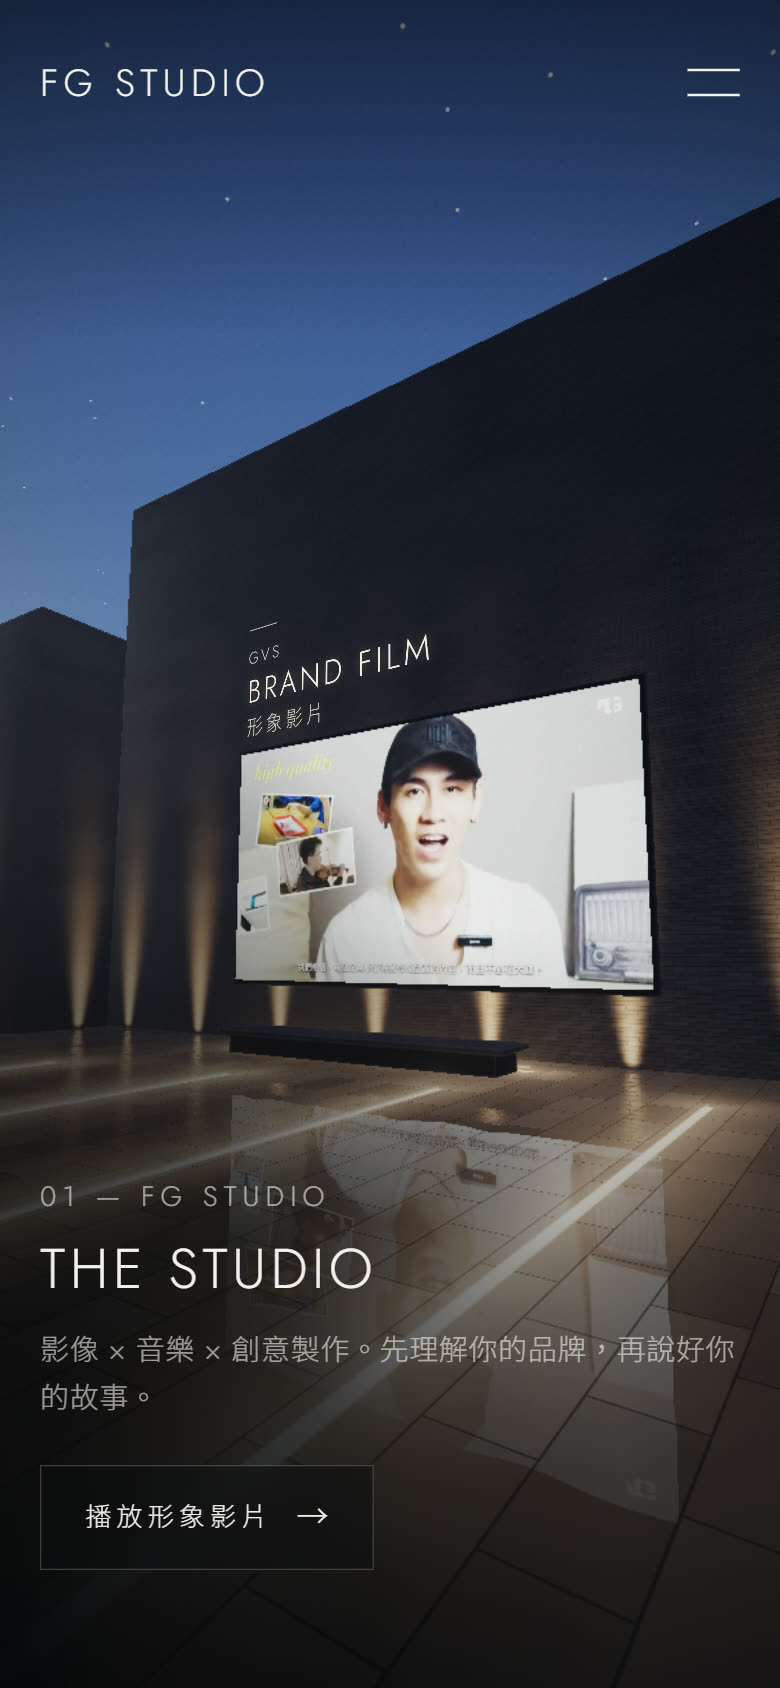 FG STUDIO
GVS
BRAND FILM
形象影片
high quality
01 — FG STUDIO
THE STUDIO
影像 × 音樂 × 創意製作。先理解你的品牌，再說好你
的故事。
播放形象影片 →